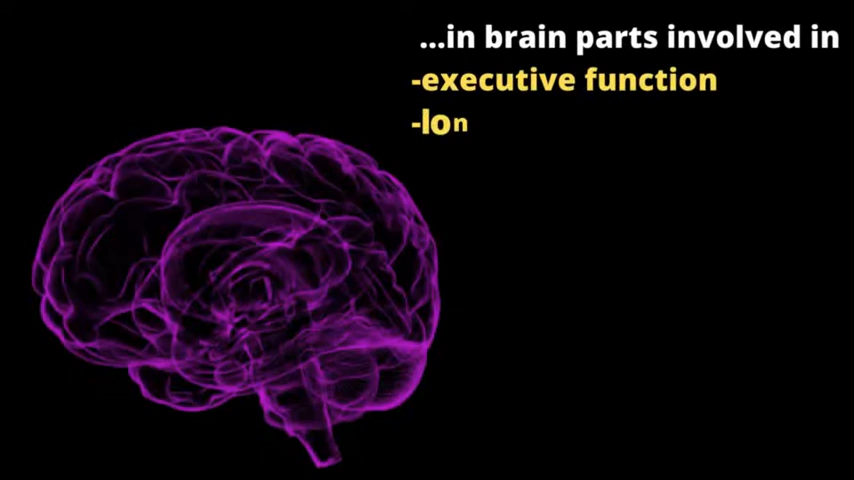 ...in brain parts involved in
-executive function
-lon